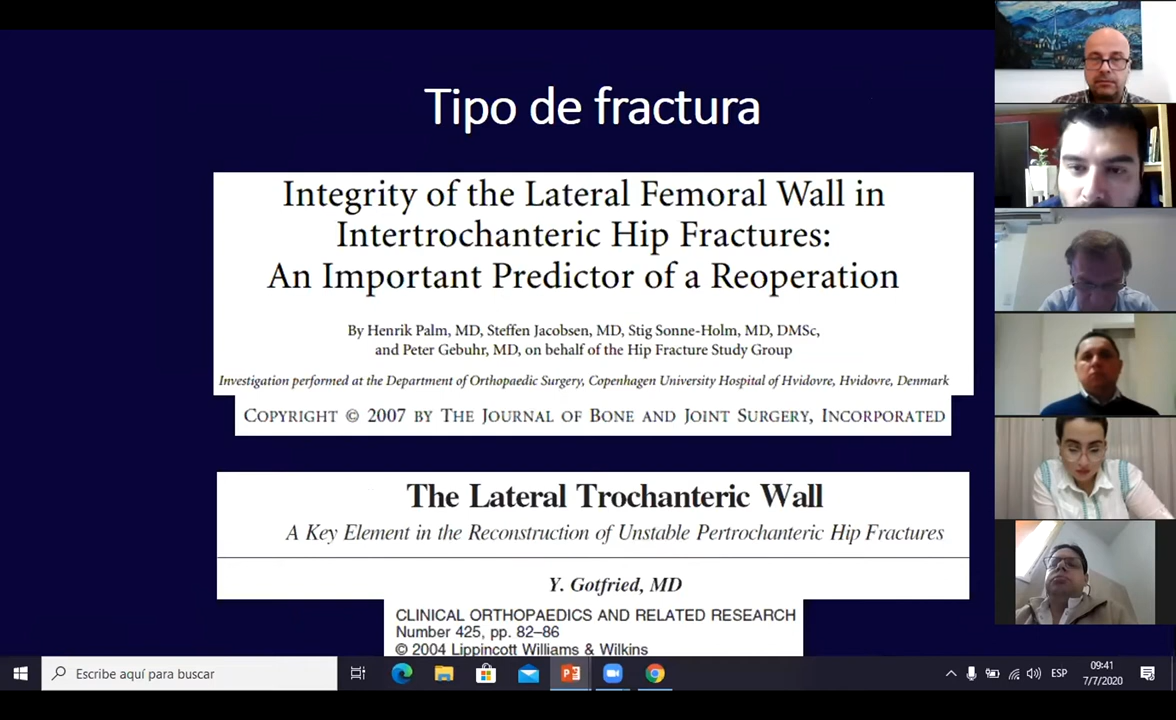 Tipo de fractura
Integrity of the Lateral Femoral Wall in
Intertrochanteric Hip Fractures:
An Important Predictor of a Reoperation
By Henrik Palm, MD, Steffen Jacobsen, MD, Stig Sonne-Holm, MD, DMSc,
and Peter Gebuhr, MD, on behalf of the Hip Fracture Study Group
Investigation performed at the Department of Orthopaedic Surgery, Copenhagen University Hospital of Hvidovre, Hvidovre, Denmark
COPYRIGHT © 2007 BY THE JOURNAL OF BONE AND JOINT SURGERY, INCORPORATED
The Lateral Trochanteric Wall
A Key Element in the Reconstruction of Unstable Pertrochanteric Hip Fractures
Y. Gotfried, MD
CLINICAL ORTHOPAEDICS AND RELATED RESEARCH
Number 425, pp. 82–86
© 2004 Lippincott Williams & Wilkins
Escribe aquí para buscar
ESP
09:41
7/7/2020